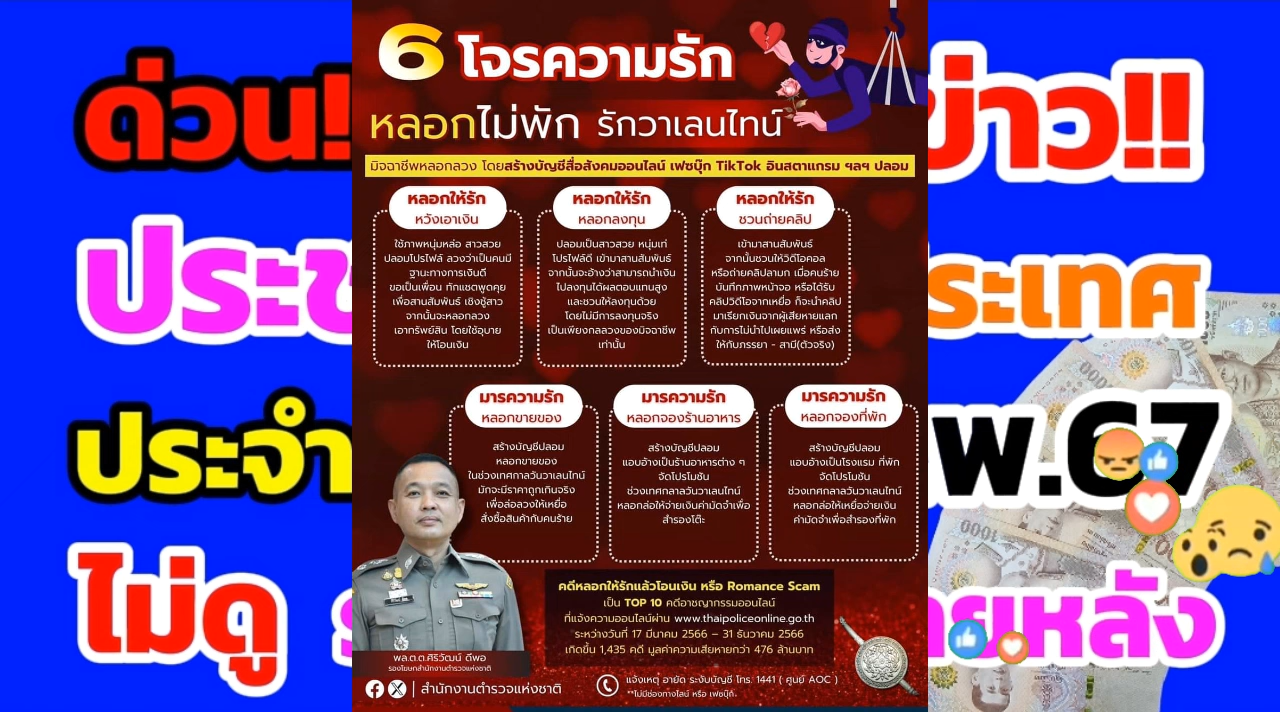 ด่วน!
ข่าว!!
ประ
ระเทศ
ประจำ
พ.67
ไม่ดู
ายหลัง
6 โจรความรัก
หลอกไม่พัก รักวาเลนไทน์
มิจฉาชีพหลอกลวง โดยสร้างบัญชีสื่อสังคมออนไลน์ เฟซบุ๊ก TikTok อินสตาแกรม ฯลฯ ปลอม
หลอกให้รัก
หวังเอาเงิน
ใช้ภาพหนุ่มหล่อ สาวสวย
ปลอมโปรไฟล์ ลวงว่าเป็นคนมี
ฐานะทางการเงินดี
ขอเป็นเพื่อน ทักแชตพูดคุย
เพื่อสานสัมพันธ์ เชิงชู้สาว
จากนั้นจะหลอกลวง
เอาทรัพย์สิน โดยใช้อุบาย
ให้โอนเงิน
หลอกให้รัก
หลอกลงทุน
ปลอมเป็นสาวสวย หนุ่มเท่
โปรไฟล์ดี เข้ามาสานสัมพันธ์
จากนั้นจะอ้างว่าสามารถนำเงิน
ไปลงทุนได้ผลตอบแทนสูง
และชวนให้ลงทุนด้วย
โดยไม่มีการลงทุนจริง
เป็นเพียงกลลวงของมิจฉาชีพ
เท่านั้น
หลอกให้รัก
ชวนถ่ายคลิป
เข้ามาสานสัมพันธ์
จากนั้นชวนให้วิดีโอคอล
หรือถ่ายคลิปลามก เมื่อคนร้าย
บันทึกภาพหน้าจอ หรือได้รับ
คลิปวิดีโอจากเหยื่อ ก็จะนำคลิป
มาเรียกเงินจากผู้เสียหายแลก
กับการไม่นำไปเผยแพร่ หรือส่ง
ให้กับภรรยา - สามี(ตัวจริง)
มารความรัก
หลอกขายของ
สร้างบัญชีปลอม
หลอกขายของ
ในช่วงเทศกาลวันวาเลนไทน์
มักจะมีราคาถูกเกินจริง
เพื่อล่อลวงให้เหยื่อ
สั่งซื้อสินค้ากับคนร้าย
มารความรัก
หลอกจองร้านอาหาร
สร้างบัญชีปลอม
แอบอ้างเป็นร้านอาหารต่าง ๆ
จัดโปรโมชัน
ช่วงเทศกาลวันวาเลนไทน์
หลอกล่อให้จ่ายเงินค่ามัดจำเพื่อ
สำรองโต๊ะ
มารความรัก
หลอกจองที่พัก
สร้างบัญชีปลอม
แอบอ้างเป็นโรงแรม ที่พัก
จัดโปรโมชัน
ช่วงเทศกลาลวันวาเลนไทน์
หลอกล่อให้เหยื่อจ่ายเงิน
ค่ามัดจำเพื่อสำรองที่พัก
คดีหลอกให้รักแล้วโอนเงิน หรือ Romance Scam
เป็น TOP 10 คดีอาชญากรรมออนไลน์
ที่แจ้งความออนไลน์ผ่าน www.thaipoliceonline.go.th
ระหว่างวันที่ 17 มีนาคม 2566 – 31 ธันวาคม 2566
เกิดขึ้น 1,435 คดี มูลค่าความเสียหายกว่า 476 ล้านบาท
พล.ต.ต.ศิริวัฒน์ ดีพอ
รองโฆษกสำนักงานตำรวจแห่งชาติ
สำนักงานตำรวจแห่งชาติ
แจ้งเหตุ อายัด ระงับบัญชี โทร. 1441 ( ศูนย์ AOC )
**ไม่มีช่องทางไลน์ หรือ เฟซบุ๊ก